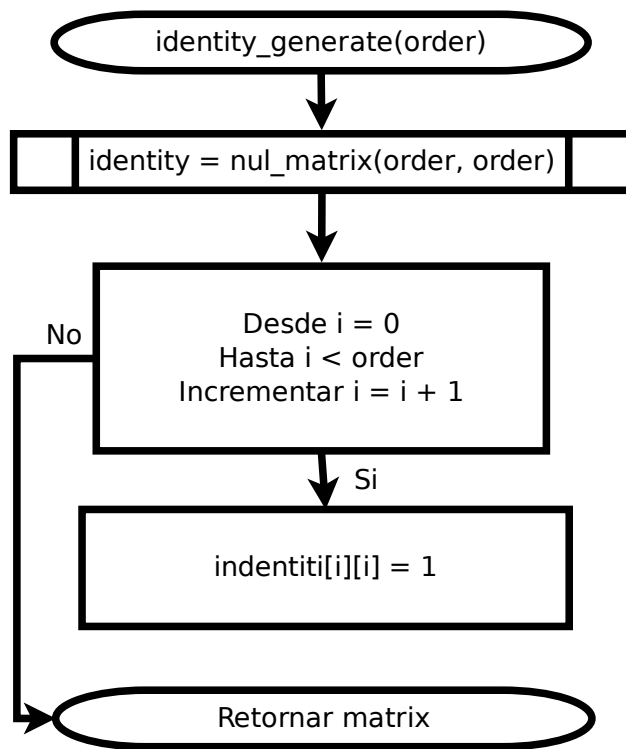 identity_generate(order)
identity = nul_matrix(order, order)
Desde i = 0
Hasta i < order
Incrementar i = i + 1
No
Si
indentiti[i][i] = 1
Retornar matrix